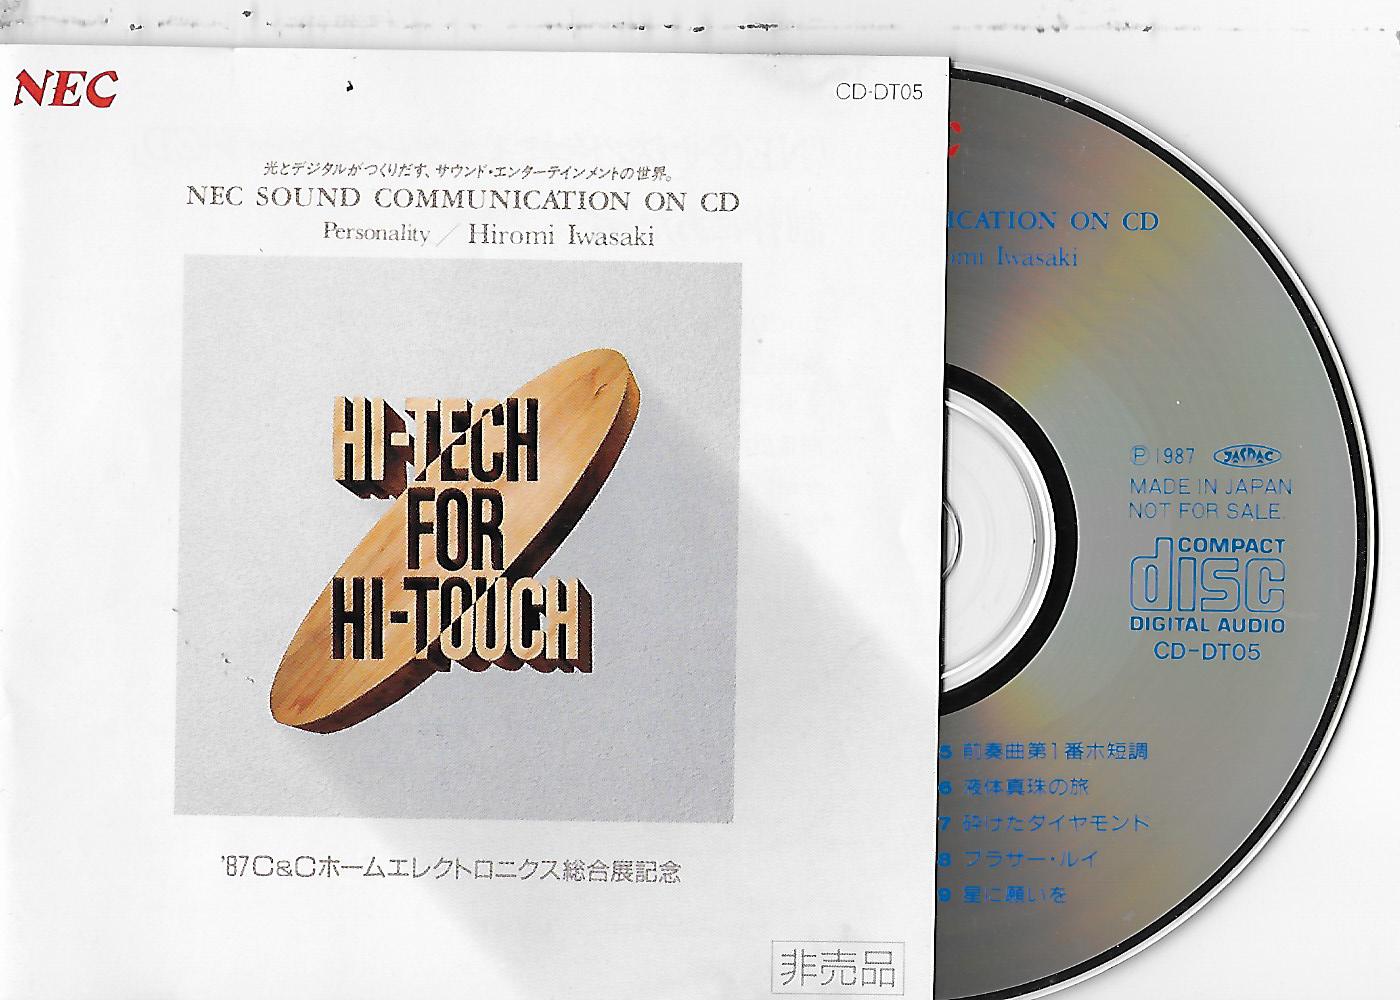 NEC
CD-DT05
光とデジタルがつくりだす、サウンド・エンターテインメントの世界。
NEC SOUND COMMUNICATION ON CD
Personality / Hiromi Iwasaki
HI-TECH
FOR
HI-TOUCH
'87 C&Cホームエレクトロニクス総合展記念
非売品
C
ICATION ON CD
omi Iwasaki
Ⓟ1987 JASRAC
MADE IN JAPAN
NOT FOR SALE.
COMPACT
disc
DIGITAL AUDIO
CD-DT05
5 前奏曲第1番ホ短調
6 液体真珠の旅
7 砕けたダイヤモンド
8 ブラザー・ルイ
9 星に願いを